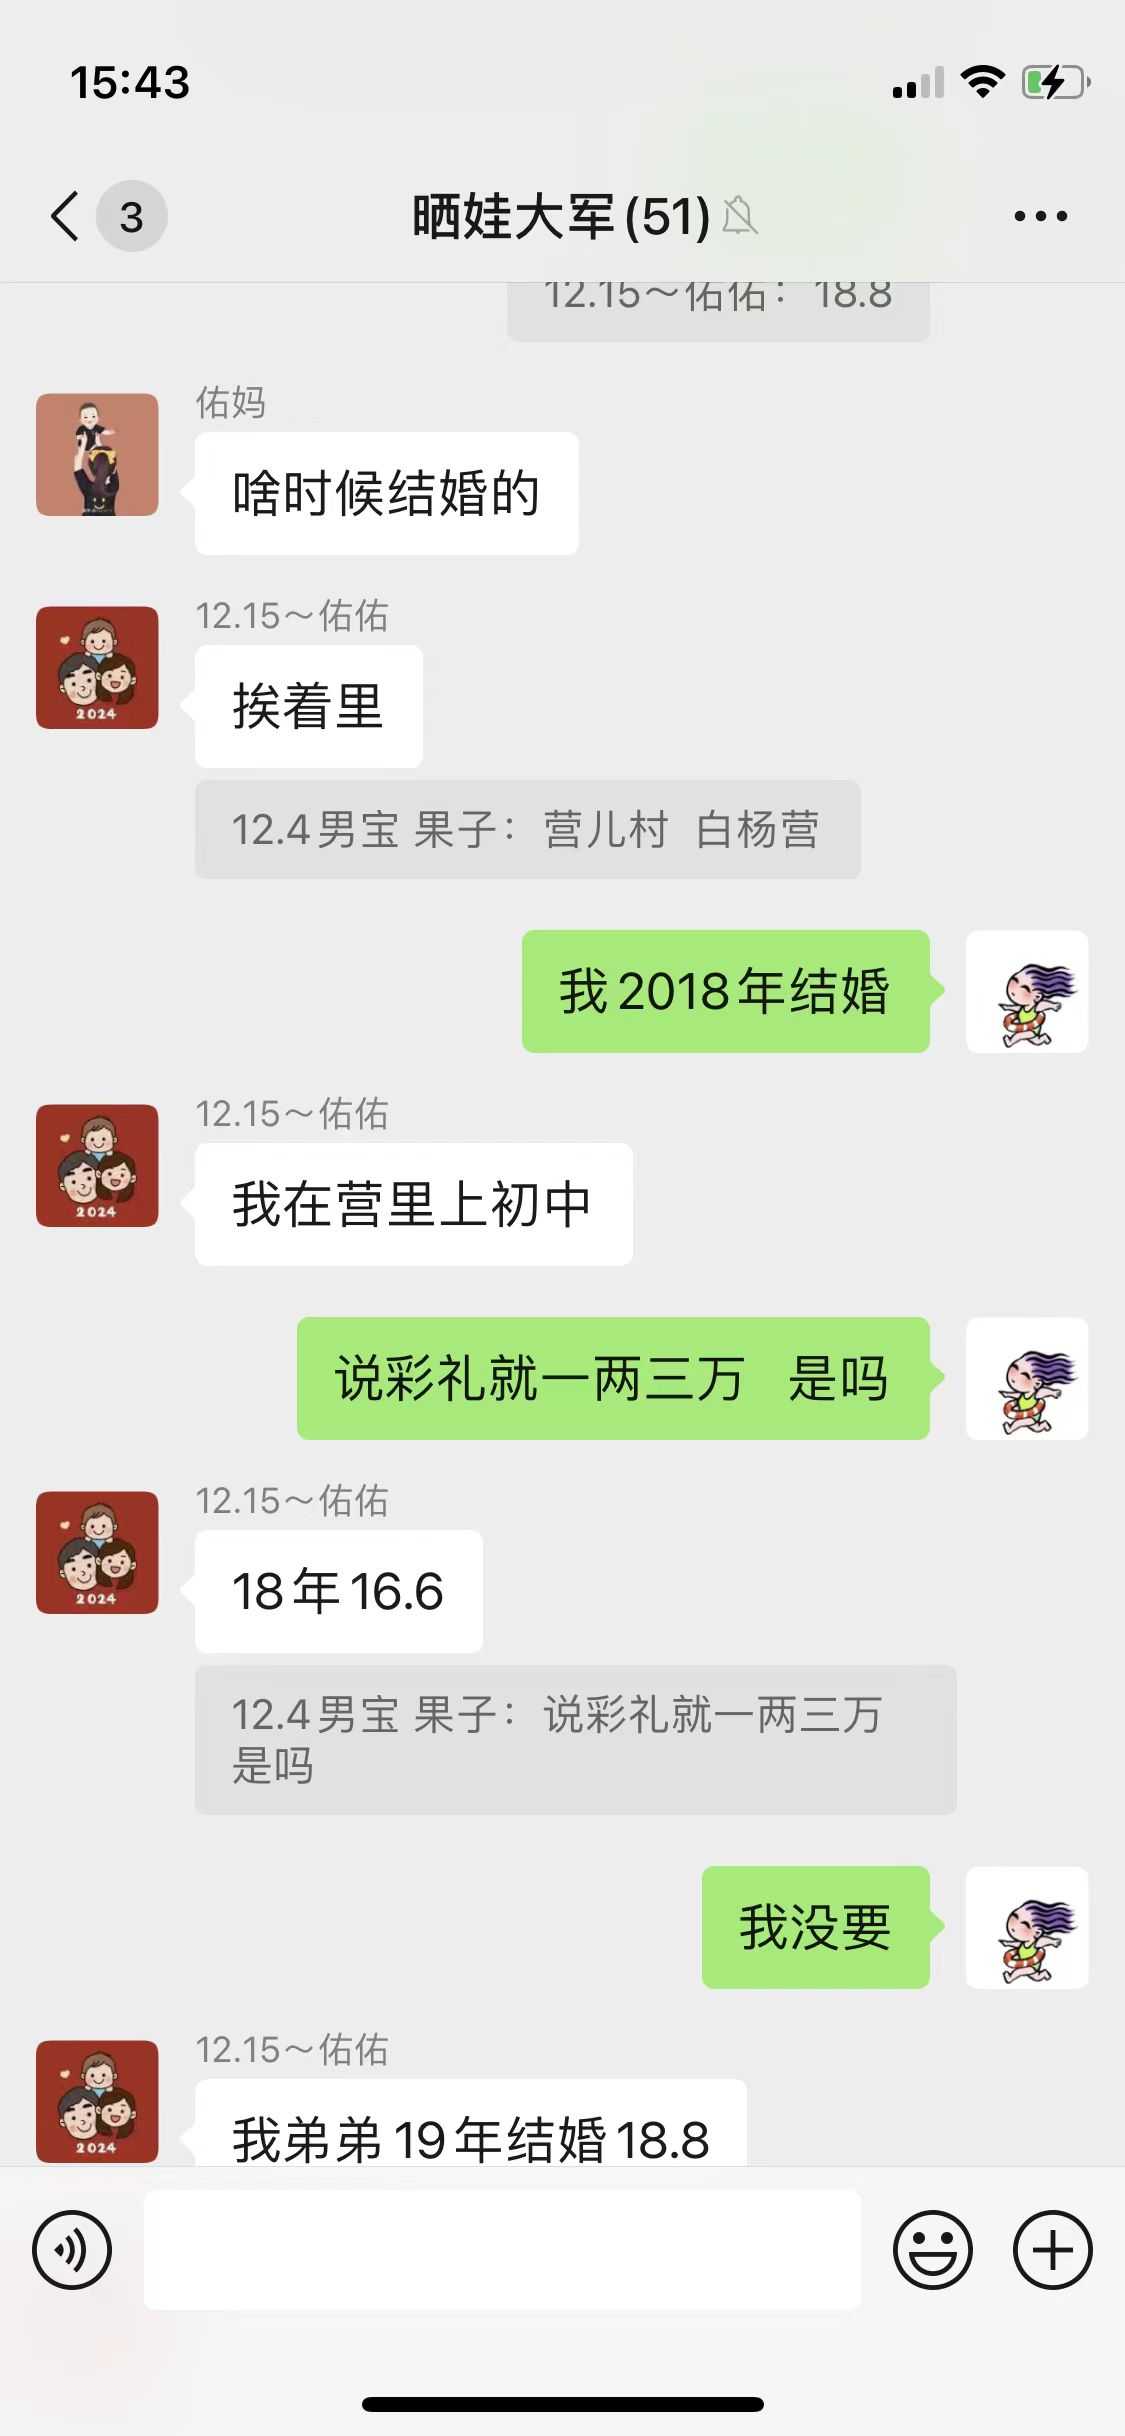 15:43
3
晒娃大军(51)
12.15～佑佑：18.8
佑妈
啥时候结婚的
12.15～佑佑
挨着里
2024
12.4男宝 果子：营儿村 白杨营
我2018年结婚
12.15～佑佑
我在营里上初中
2024
说彩礼就一两三万 是吗
12.15～佑佑
18年16.6
2024
12.4男宝 果子：说彩礼就一两三万
是吗
我没要
12.15～佑佑
我弟弟19年结婚18.8
2024